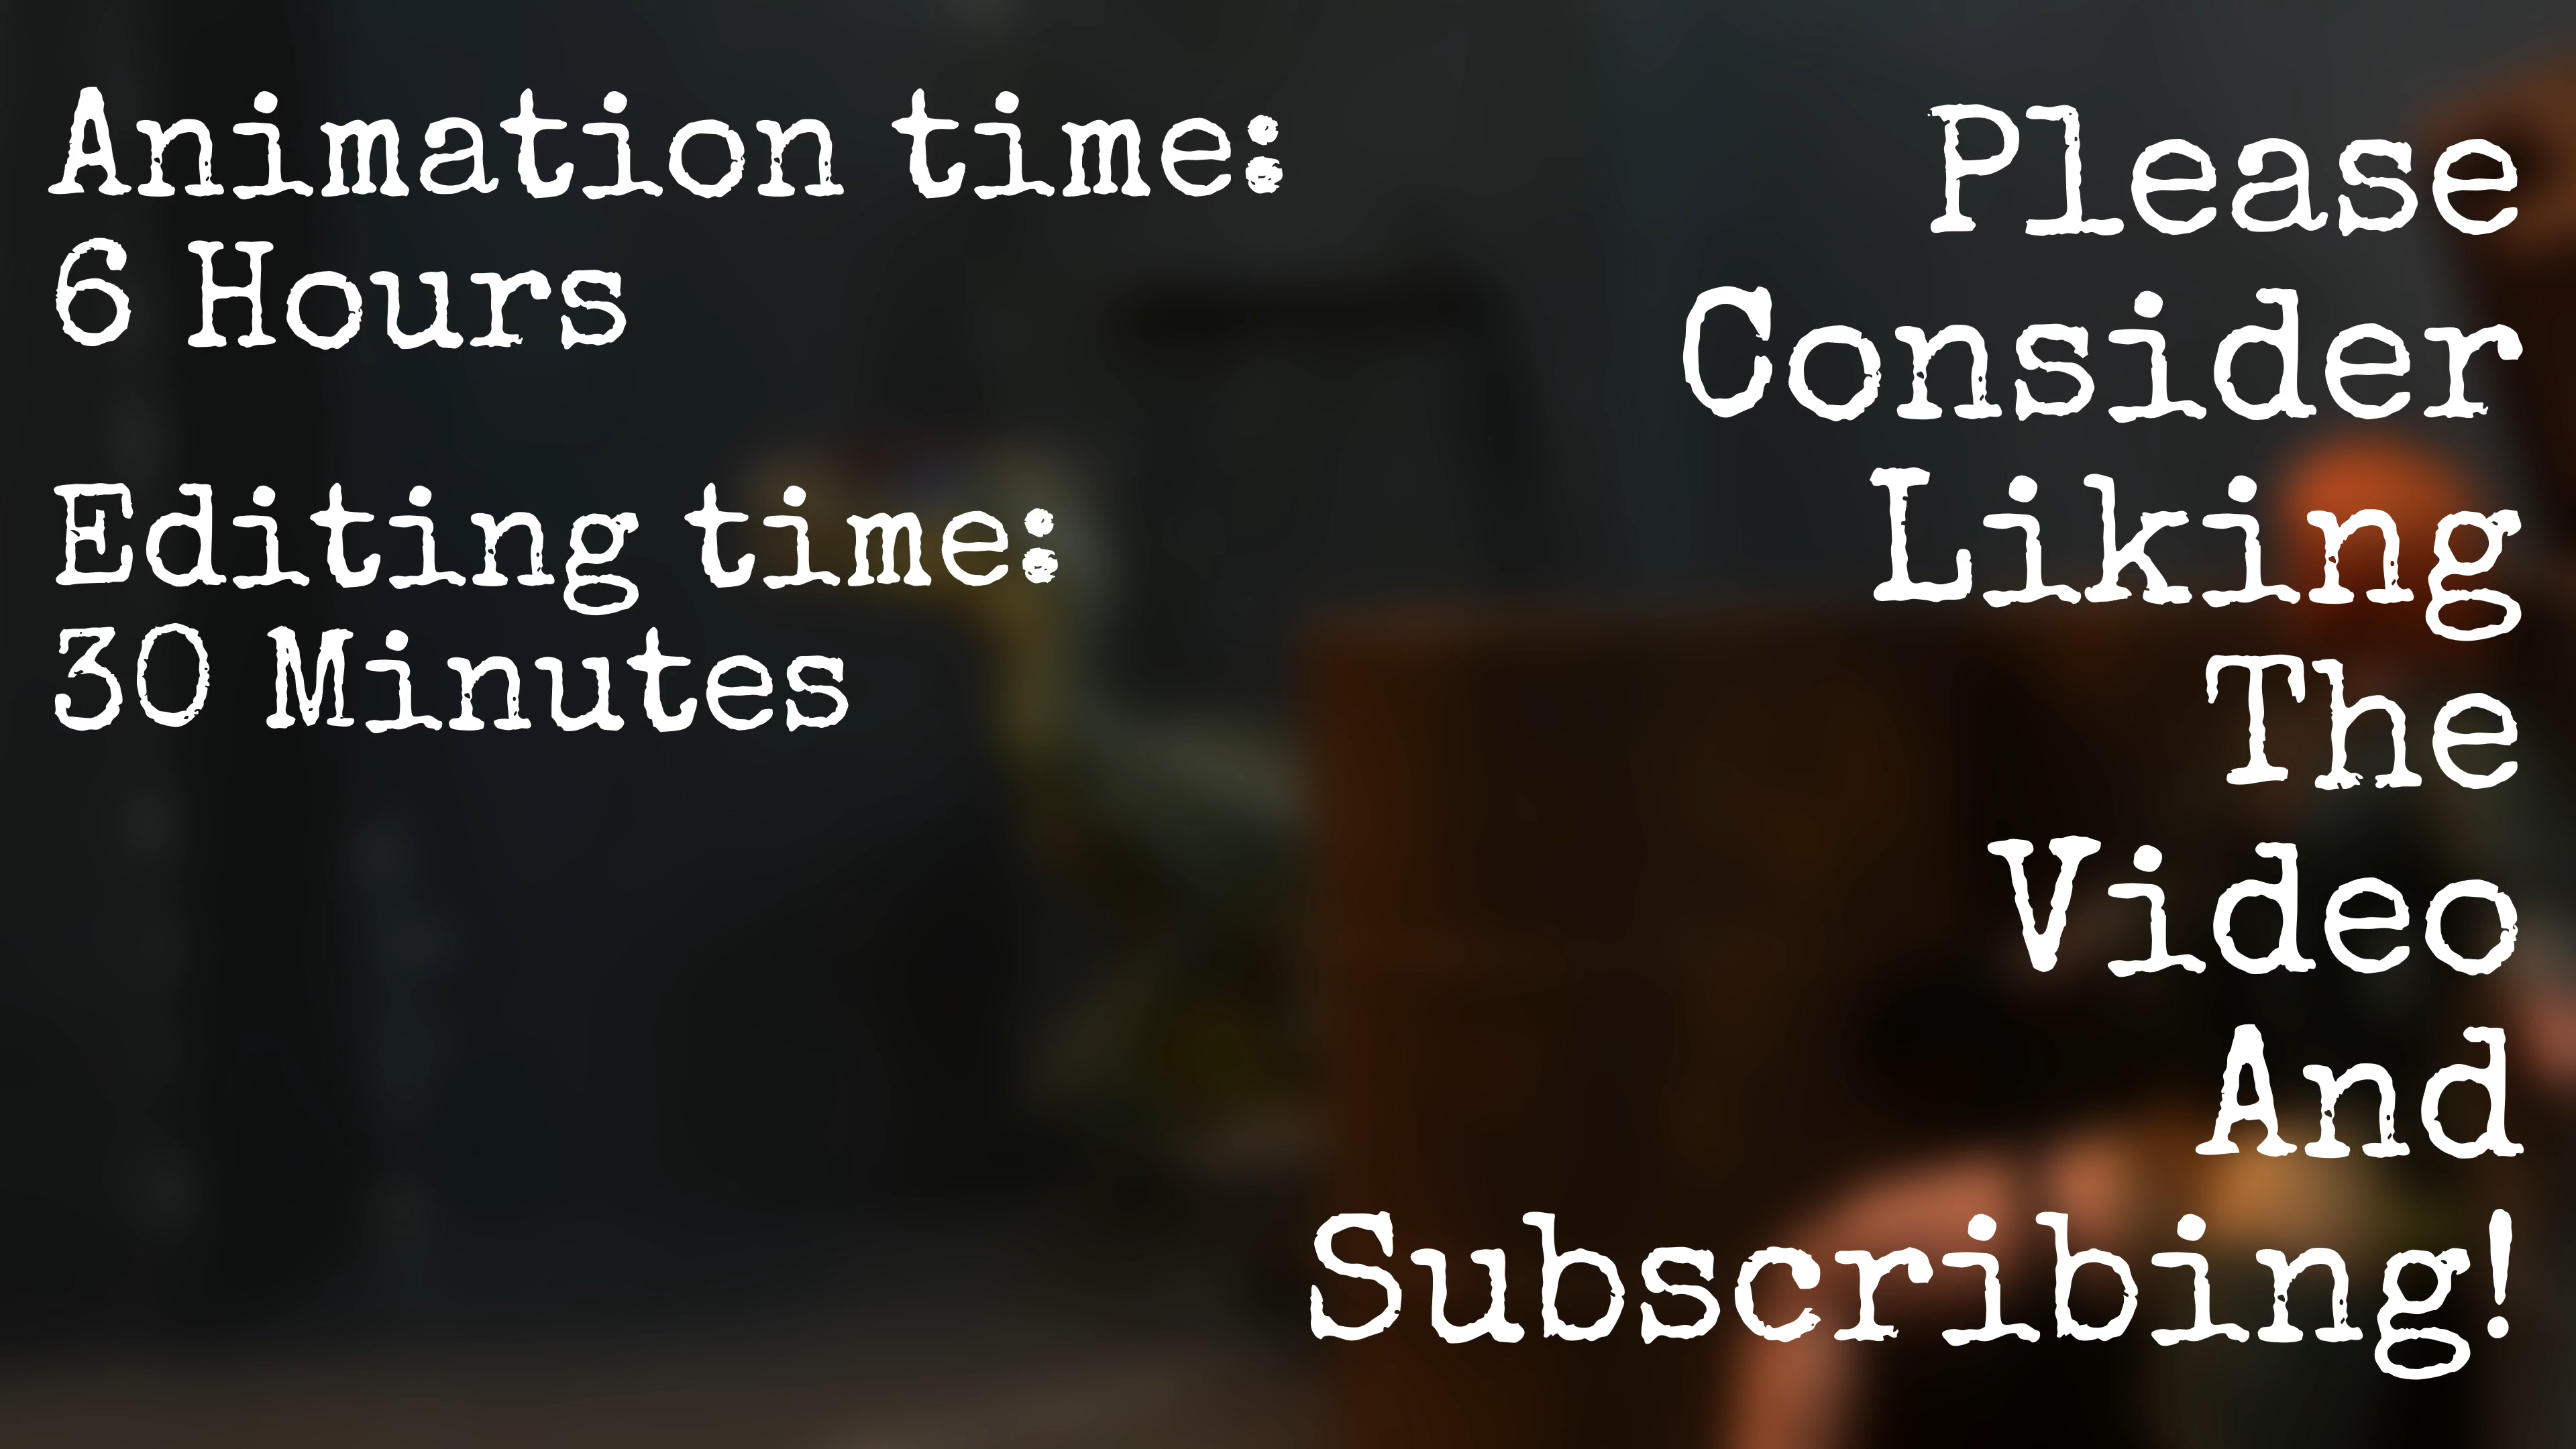 Animation time:
6 Hours
Editing time:
30 Minutes
Please
Consider
Liking
The
Video
And
Subscribing!